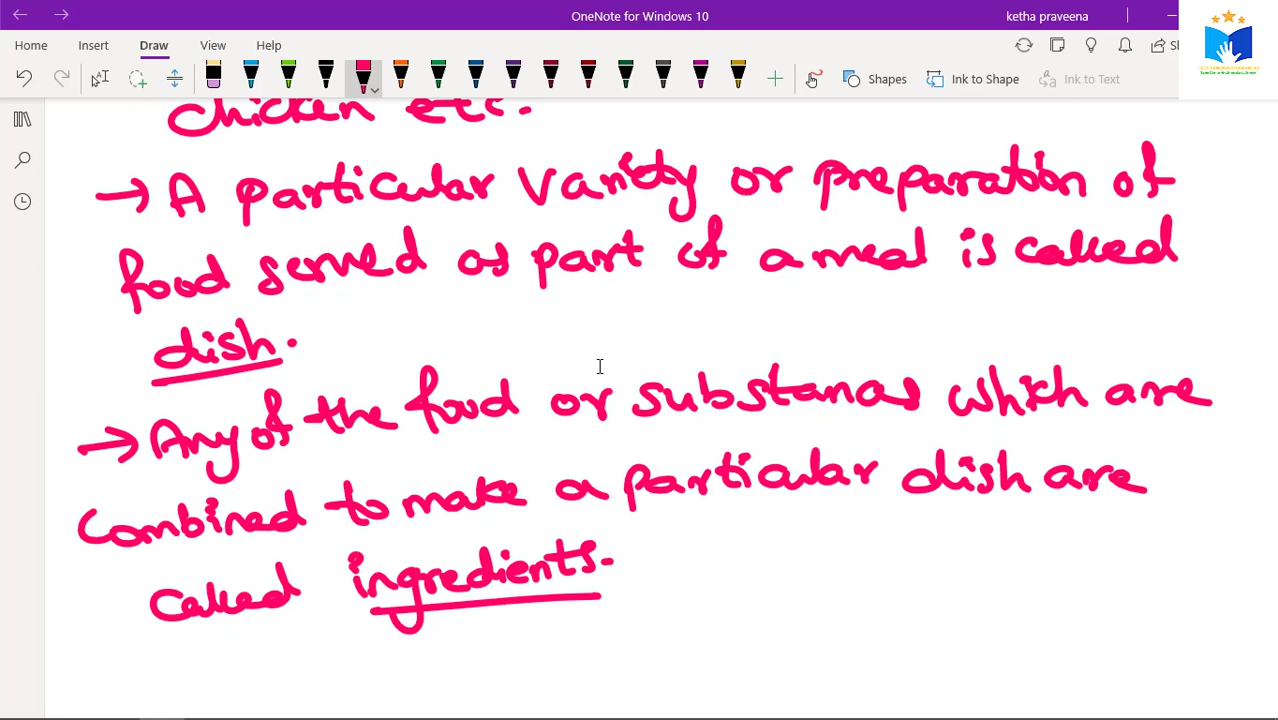 OneNote for Windows 10
ketha praveena
Home Insert Draw View Help
Shapes Ink to Shape Ink to Text
chicken etc.
→ A particular variety or preparation of
food served as part of a meal is called
dish.
→ Any of the food or substances which are
combined to make a particular dish are
called ingredients.